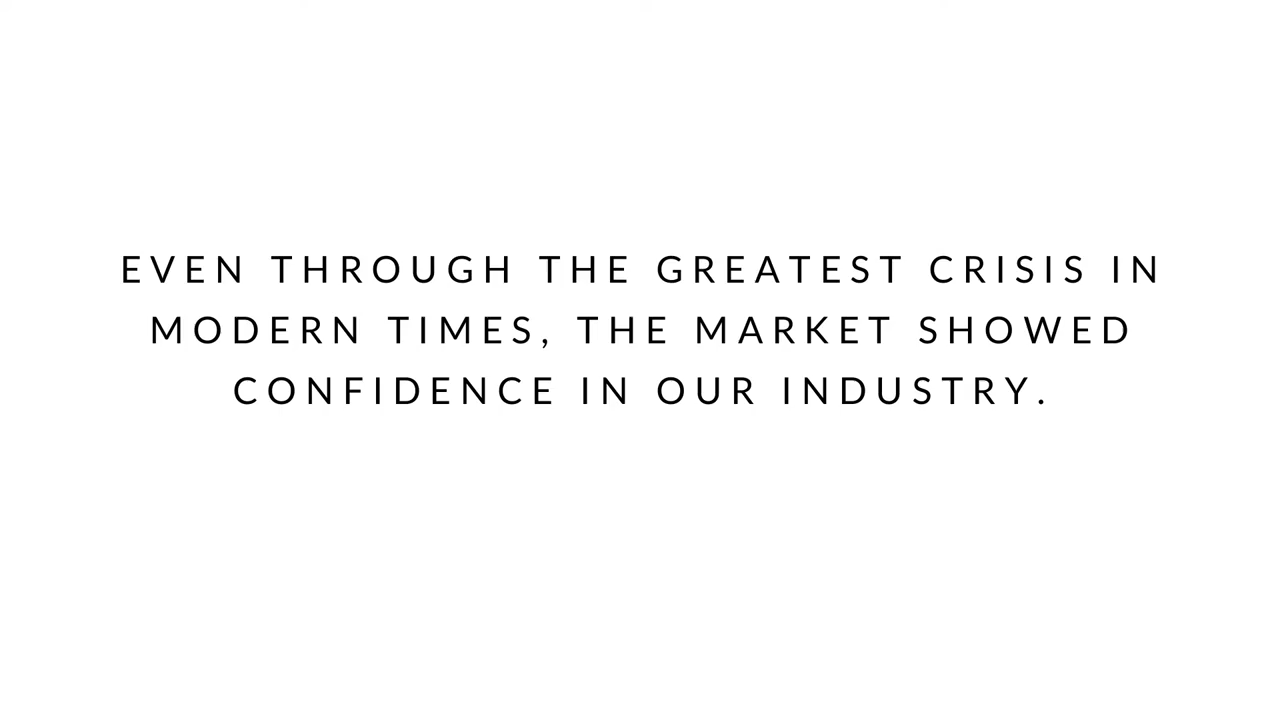 EVEN THROUGH THE GREATEST CRISIS IN
MODERN TIMES, THE MARKET SHOWED
CONFIDENCE IN OUR INDUSTRY.